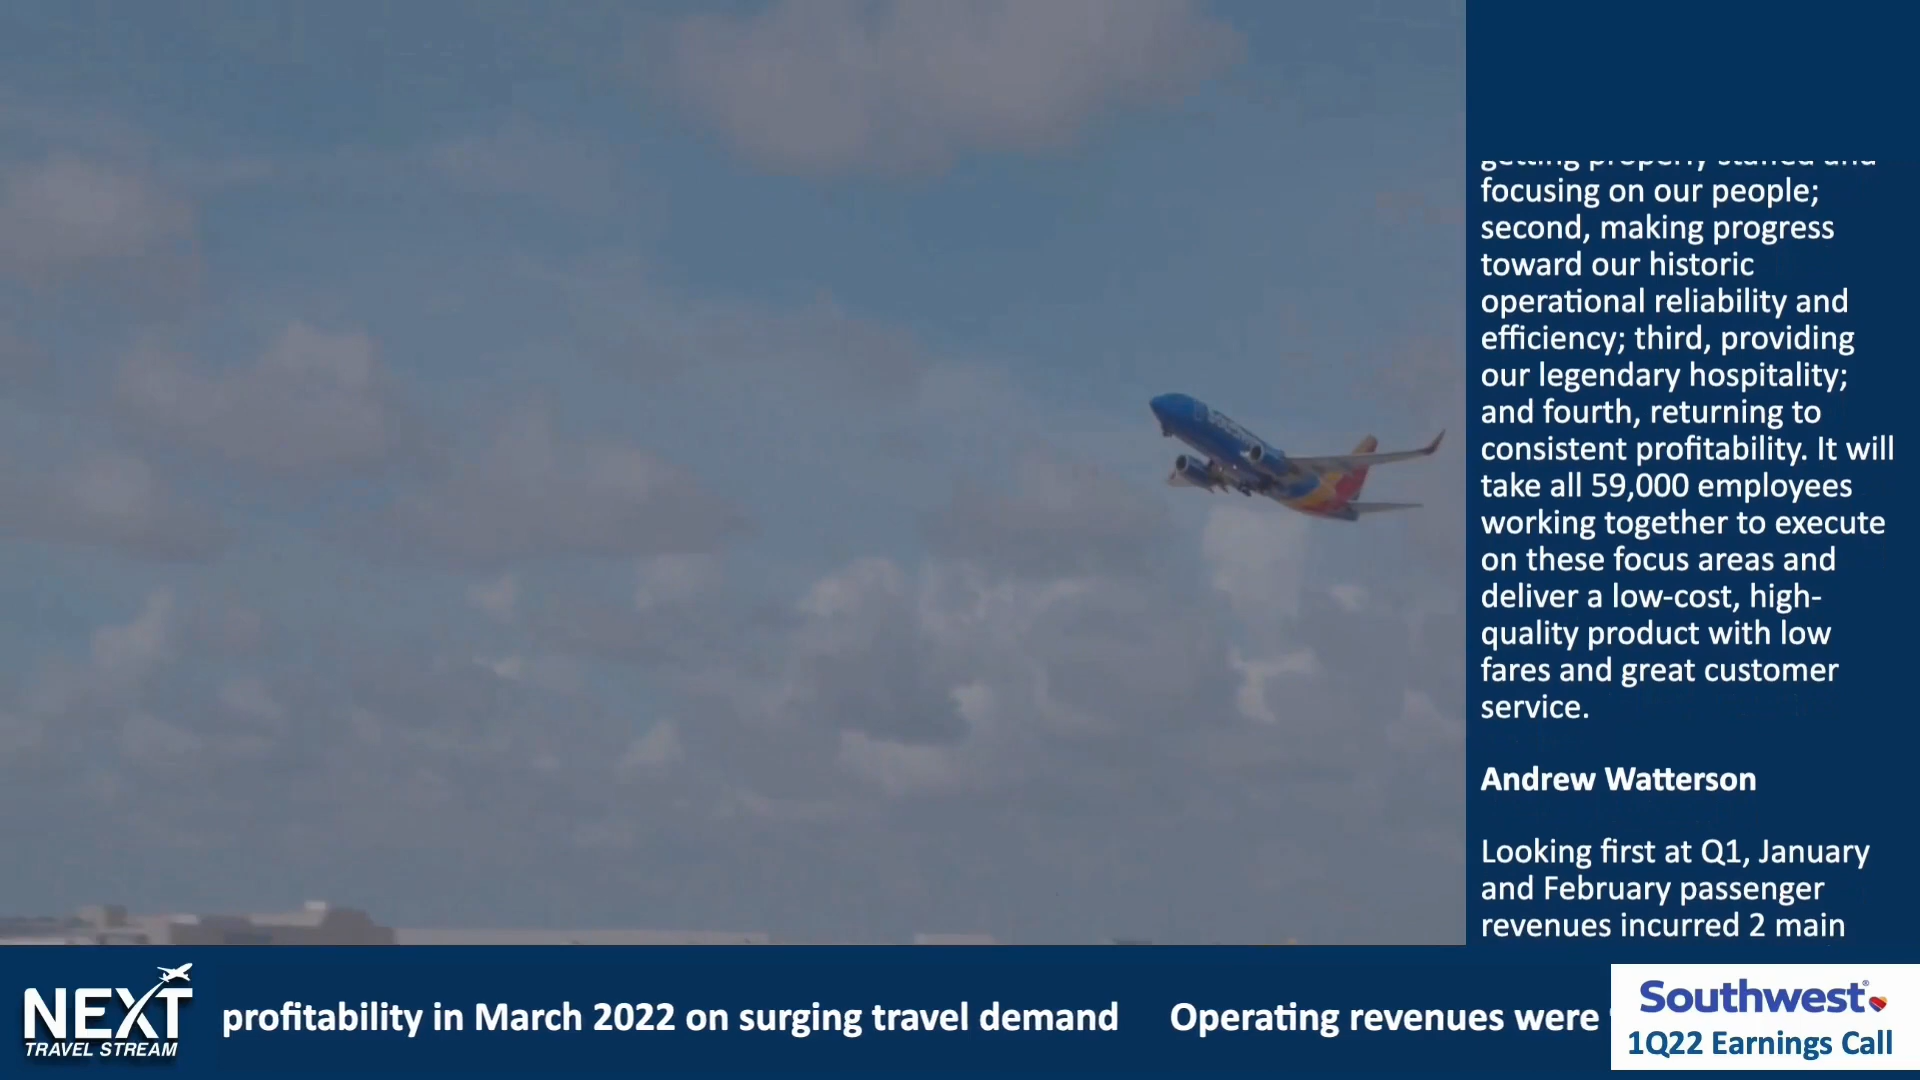 getting properly staffed and
focusing on our people;
second, making progress
toward our historic
operational reliability and
efficiency; third, providing
our legendary hospitality;
and fourth, returning to
consistent profitability. It will
take all 59,000 employees
working together to execute
on these focus areas and
deliver a low-cost, high-
quality product with low
fares and great customer
service.
Andrew Watterson
Looking first at Q1, January
and February passenger
revenues incurred 2 main
NEXT
TRAVEL STREAM
profitability in March 2022 on surging travel demand Operating revenues were
Southwest®
1Q22 Earnings Call